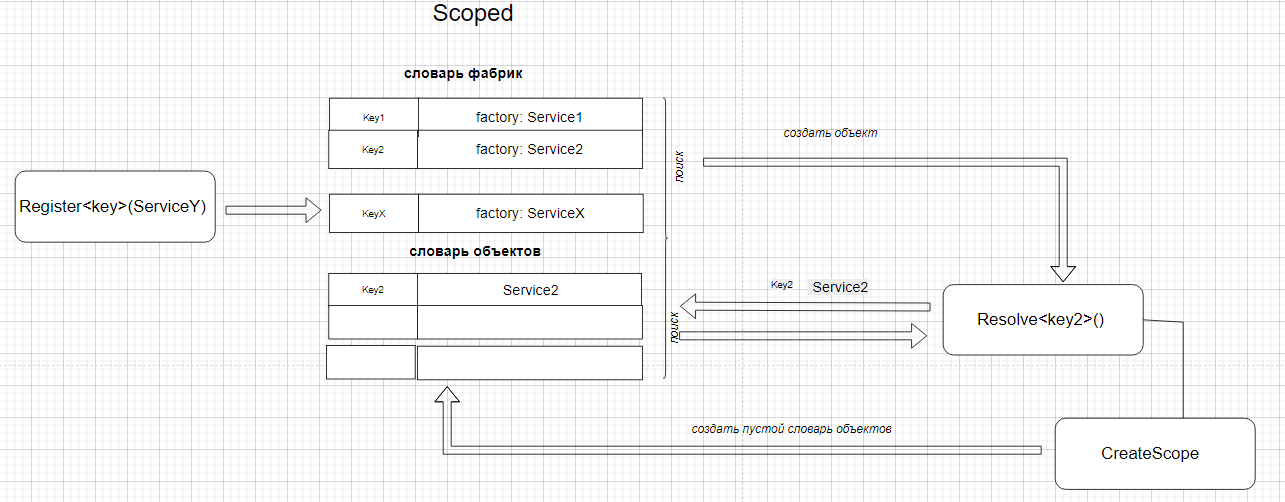 Scoped
словарь фабрик
Key1 factory: Service1
Key2 factory: Service2
KeyX factory: ServiceX
Register<key>(ServiceY)
поиск
создать объект
словарь объектов
Key2 Service2
поиск
Key2 Service2
Resolve<key2>()
создать пустой словарь объектов
CreateScope